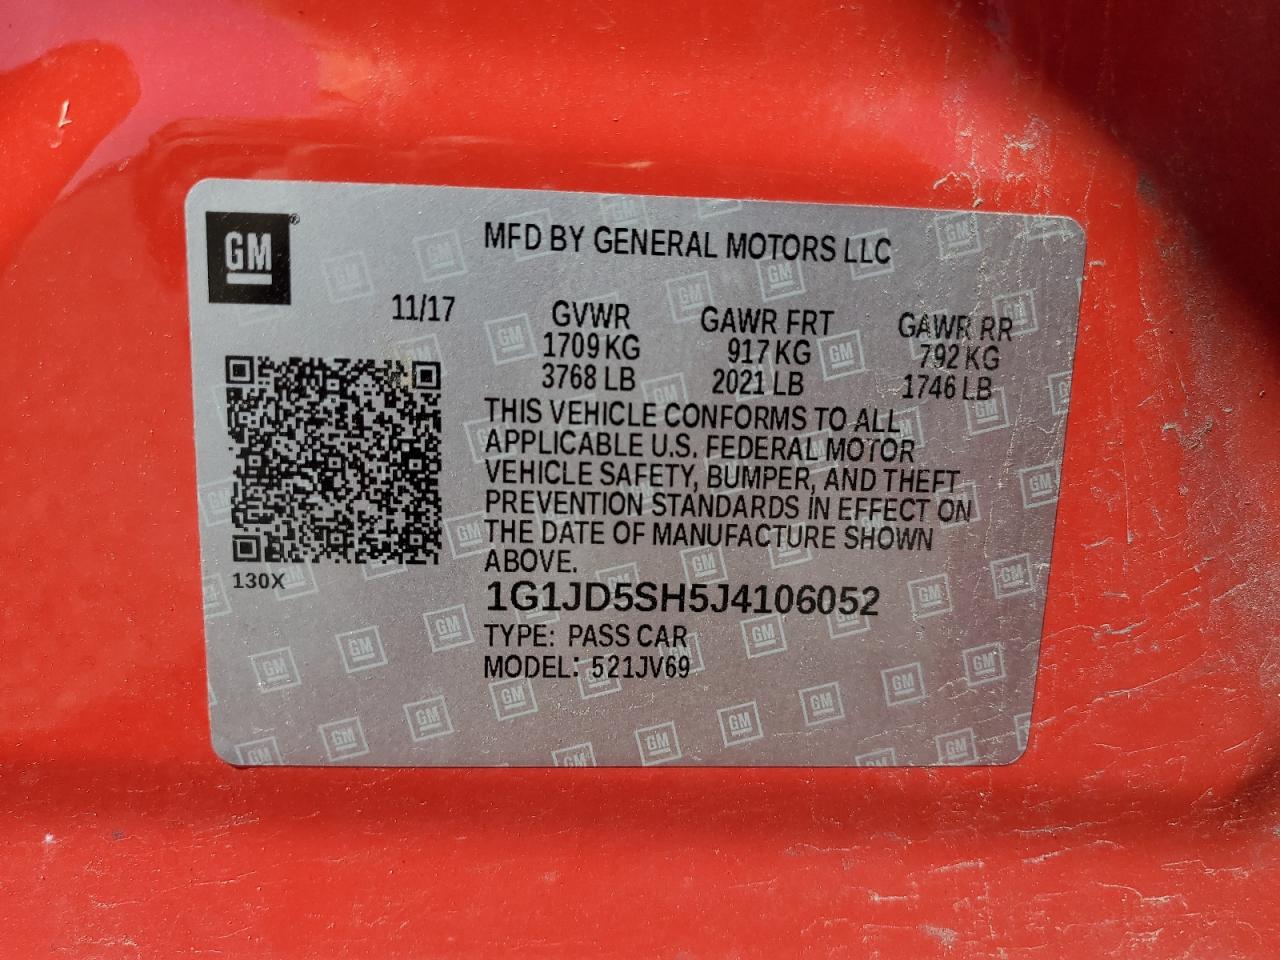 GM
MFD BY GENERAL MOTORS LLC
11/17
GVWR GAWR FRT GAWR RR
1709 KG 917 KG 792 KG
3768 LB 2021 LB 1746 LB
THIS VEHICLE CONFORMS TO ALL
APPLICABLE U.S. FEDERAL MOTOR
VEHICLE SAFETY, BUMPER, AND THEFT
PREVENTION STANDARDS IN EFFECT ON
THE DATE OF MANUFACTURE SHOWN
ABOVE.
130X
1G1JD5SH5J4106052
TYPE: PASS CAR
MODEL: 521JV69